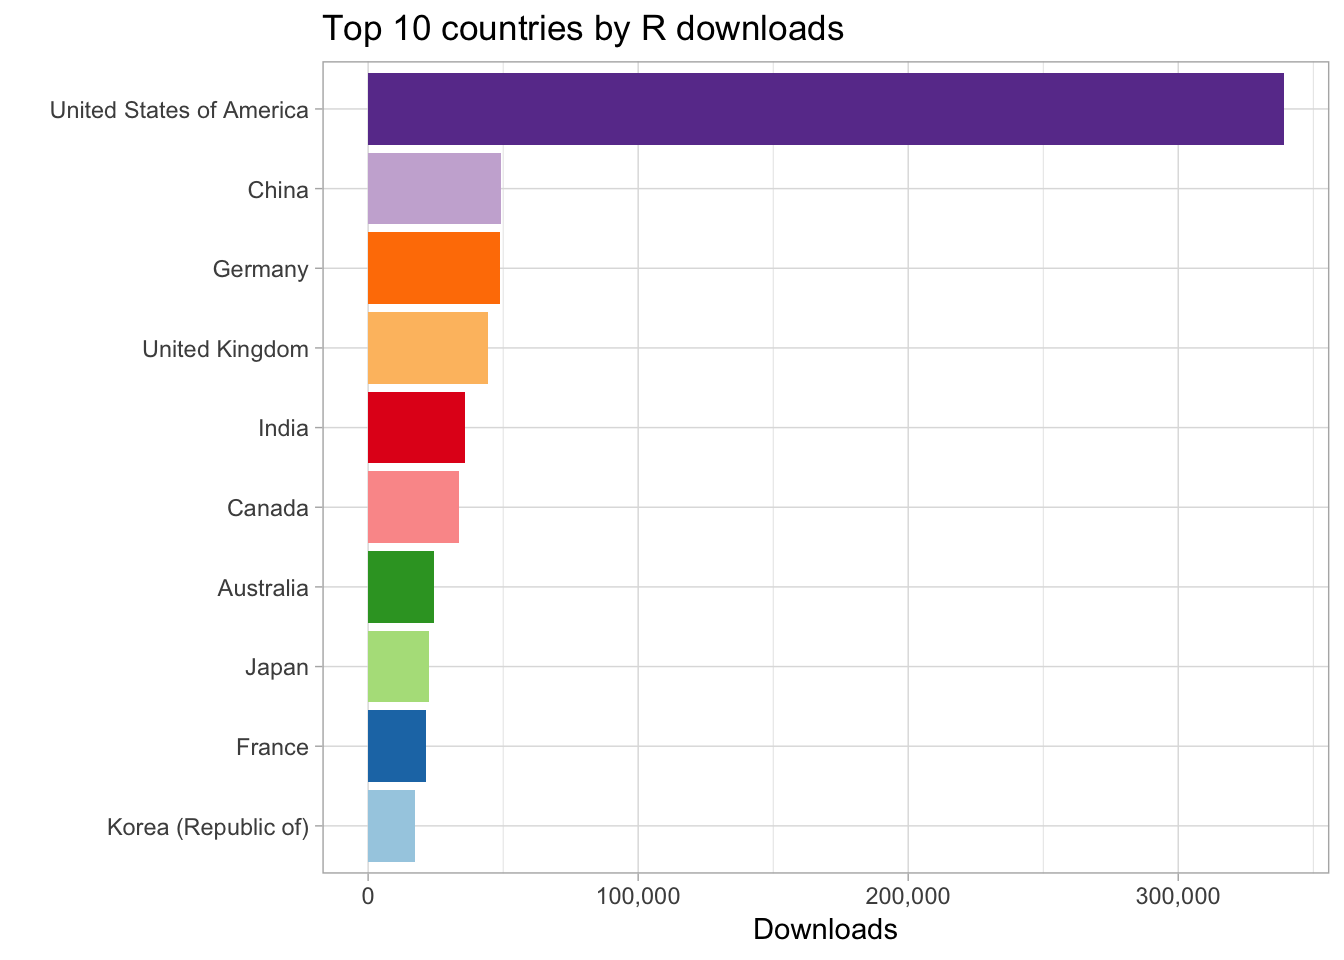 Top 10 countries by R downloads
United States of America
China
Germany
United Kingdom
India
Canada
Australia
Japan
France
Korea (Republic of)
0 100,000 200,000 300,000
Downloads